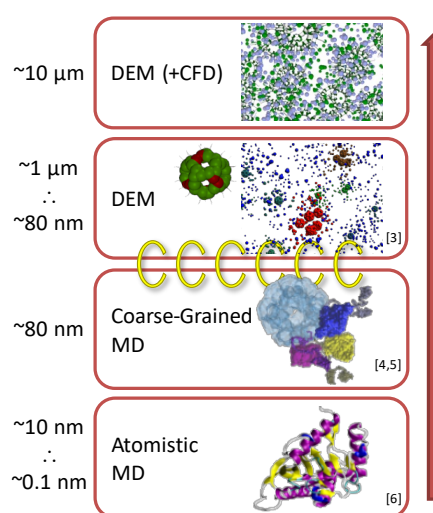 ~10 µm
DEM (+CFD)
~1 µm
∴
~80 nm
DEM
[3]
~80 nm
Coarse-Grained
MD
[4,5]
~10 nm
∴
~0.1 nm
Atomistic
MD
[6]